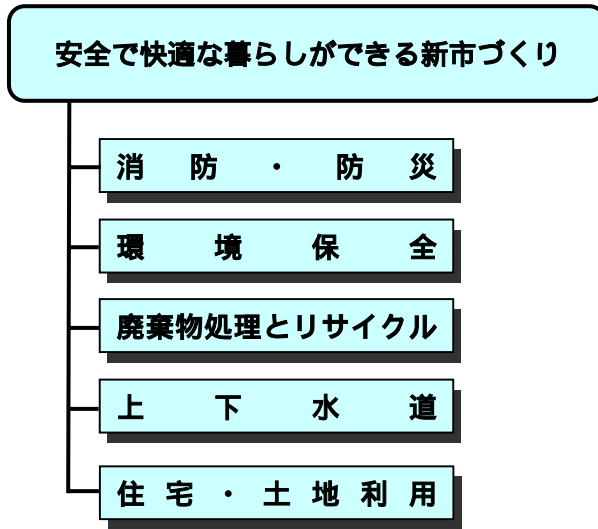 安全で快適な暮らしができる新市づくり
消防・防災
環境保全
廃棄物処理とリサイクル
上下水道
住宅・土地利用